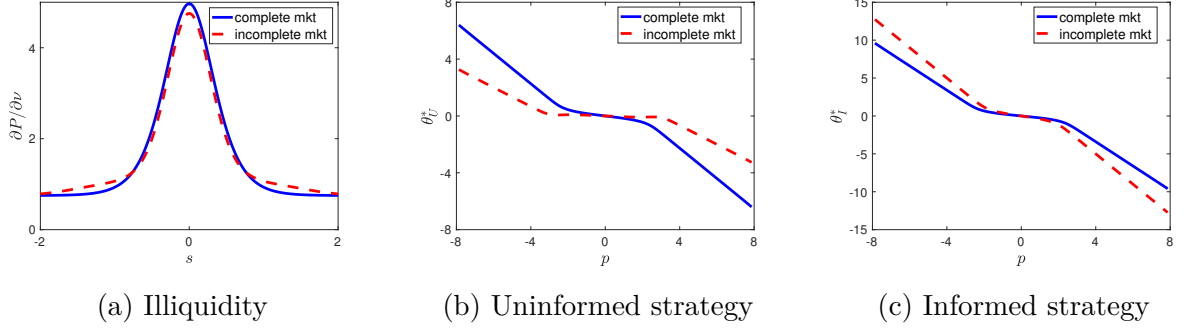 complete mkt
incomplete mkt
∂P/∂ν
4
2
0
-2
0
2
s
(a) Illiquidity
complete mkt
incomplete mkt
θ*U
8
4
0
-4
-8
-8
-4
0
4
8
p
(b) Uninformed strategy
complete mkt
incomplete mkt
θ*I
15
10
5
0
-5
-10
-15
-8
-4
0
4
8
p
(c) Informed strategy